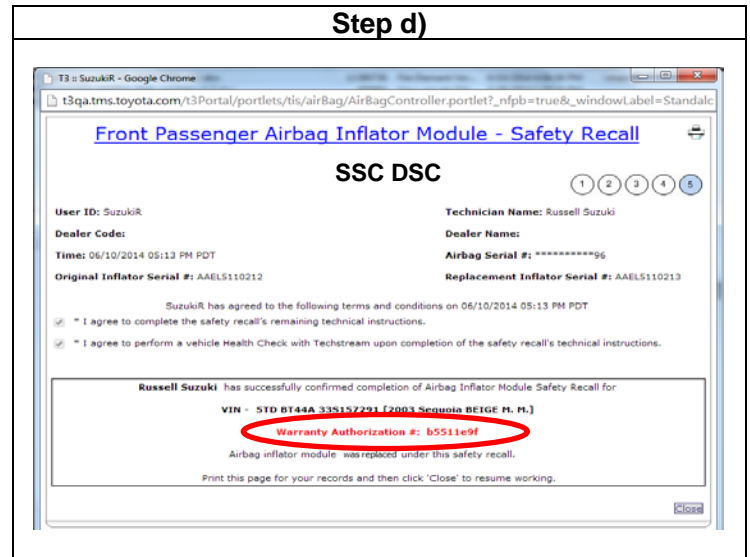 Step d)
T3 :: SuzukiR - Google Chrome
t3qa.tms.toyota.com/t3Portal/portlets/tis/airBag/AirBagController.portlet?_nfpb=true&_windowLabel=Standalc
Front Passenger Airbag Inflator Module - Safety Recall
SSC DSC
1 2 3 4 5
User ID: SuzukiR Technician Name: Russell Suzuki
Dealer Code: Dealer Name:
Time: 06/10/2014 05:13 PM PDT Airbag Serial #: **********96
Original Inflator Serial #: AAEL5110212 Replacement Inflator Serial #: AAEL5110213
SuzukiR has agreed to the following terms and conditions on 06/10/2014 05:13 PM PDT
* I agree to complete the safety recall's remaining technical instructions.
* I agree to perform a vehicle Health Check with Techstream upon completion of the safety recall's technical instructions.
Russell Suzuki has successfully confirmed completion of Airbag Inflator Module Safety Recall for
VIN - 5TD BT44A 33S157291 [2003 Sequoia BEIGE M. M.]
Warranty Authorization #: b5511e9f
Airbag inflator module was replaced under this safety recall.
Print this page for your records and then click 'Close' to resume working.
Close